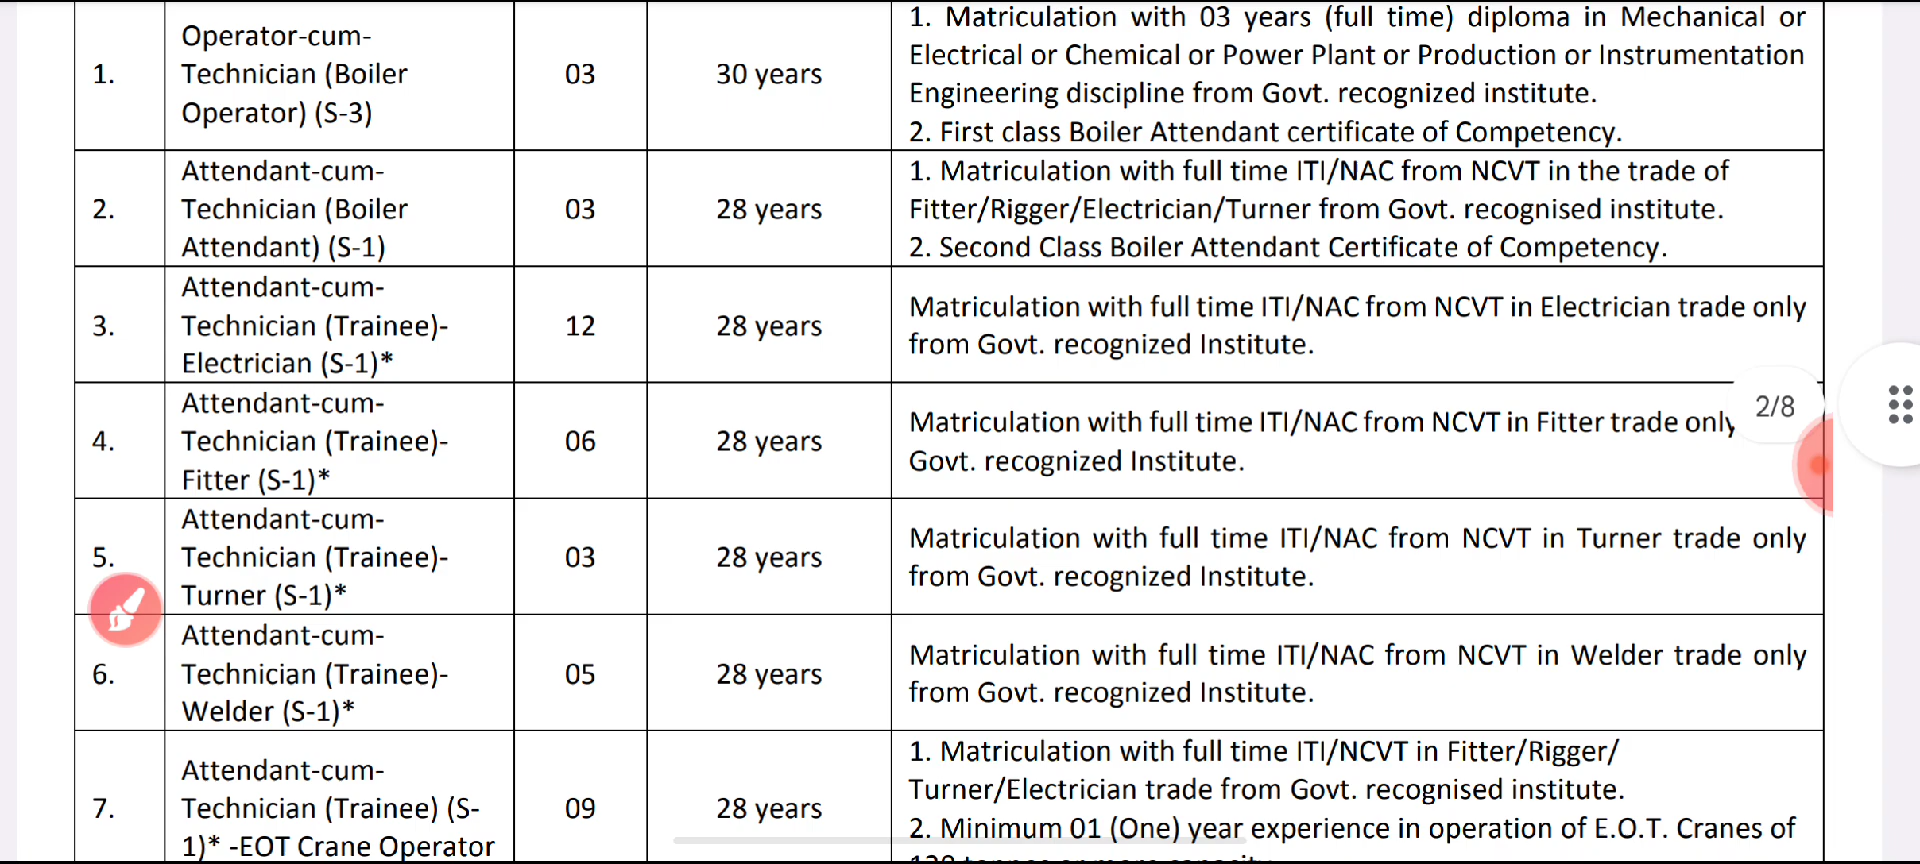 1.
Operator-cum-
Technician (Boiler
Operator) (S-3)
03
30 years
1. Matriculation with 03 years (full time) diploma in Mechanical or
Electrical or Chemical or Power Plant or Production or Instrumentation
Engineering discipline from Govt. recognized institute.
2. First class Boiler Attendant certificate of Competency.
2.
Attendant-cum-
Technician (Boiler
Attendant) (S-1)
03
28 years
1. Matriculation with full time ITI/NAC from NCVT in the trade of
Fitter/Rigger/Electrician/Turner from Govt. recognised institute.
2. Second Class Boiler Attendant Certificate of Competency.
3.
Attendant-cum-
Technician (Trainee)-
Electrician (S-1)*
12
28 years
Matriculation with full time ITI/NAC from NCVT in Electrician trade only
from Govt. recognized Institute.
4.
Attendant-cum-
Technician (Trainee)-
Fitter (S-1)*
06
28 years
Matriculation with full time ITI/NAC from NCVT in Fitter trade only
Govt. recognized Institute.
2/8
5.
Attendant-cum-
Technician (Trainee)-
Turner (S-1)*
03
28 years
Matriculation with full time ITI/NAC from NCVT in Turner trade only
from Govt. recognized Institute.
6.
Attendant-cum-
Technician (Trainee)-
Welder (S-1)*
05
28 years
Matriculation with full time ITI/NAC from NCVT in Welder trade only
from Govt. recognized Institute.
7.
Attendant-cum-
Technician (Trainee) (S-
1)* -EOT Crane Operator
09
28 years
1. Matriculation with full time ITI/NCVT in Fitter/Rigger/
Turner/Electrician trade from Govt. recognised institute.
2. Minimum 01 (One) year experience in operation of E.O.T. Cranes of